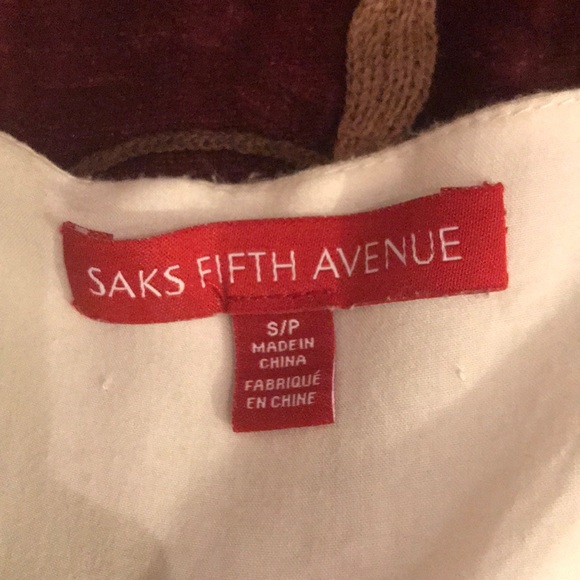 SAKS FIFTH AVENUE
S/P
MADE IN
CHINA
FABRIQUÉ
EN CHINE